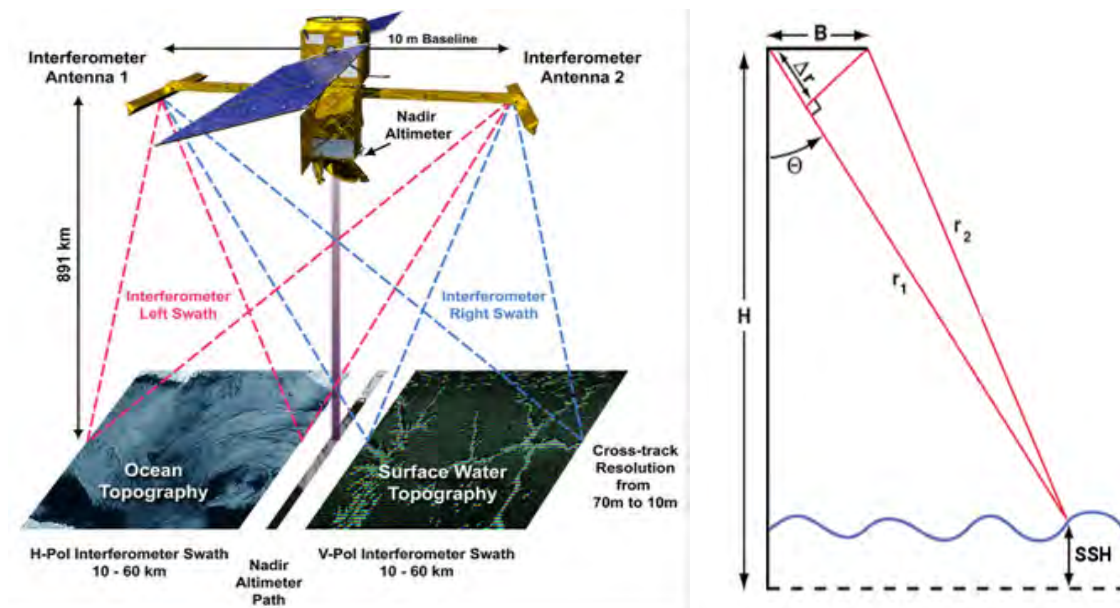 Interferometer
Antenna 1
10 m Baseline
Interferometer
Antenna 2
Nadir
Altimeter
891 km
Interferometer
Left Swath
Interferometer
Right Swath
Ocean
Topography
Surface Water
Topography
Cross-track
Resolution
from
70m to 10m
H-Pol Interferometer Swath
10 - 60 km
Nadir
Altimeter
Path
V-Pol Interferometer Swath
10 - 60 km
B
Δr
Θ
r₂
r₁
H
SSH